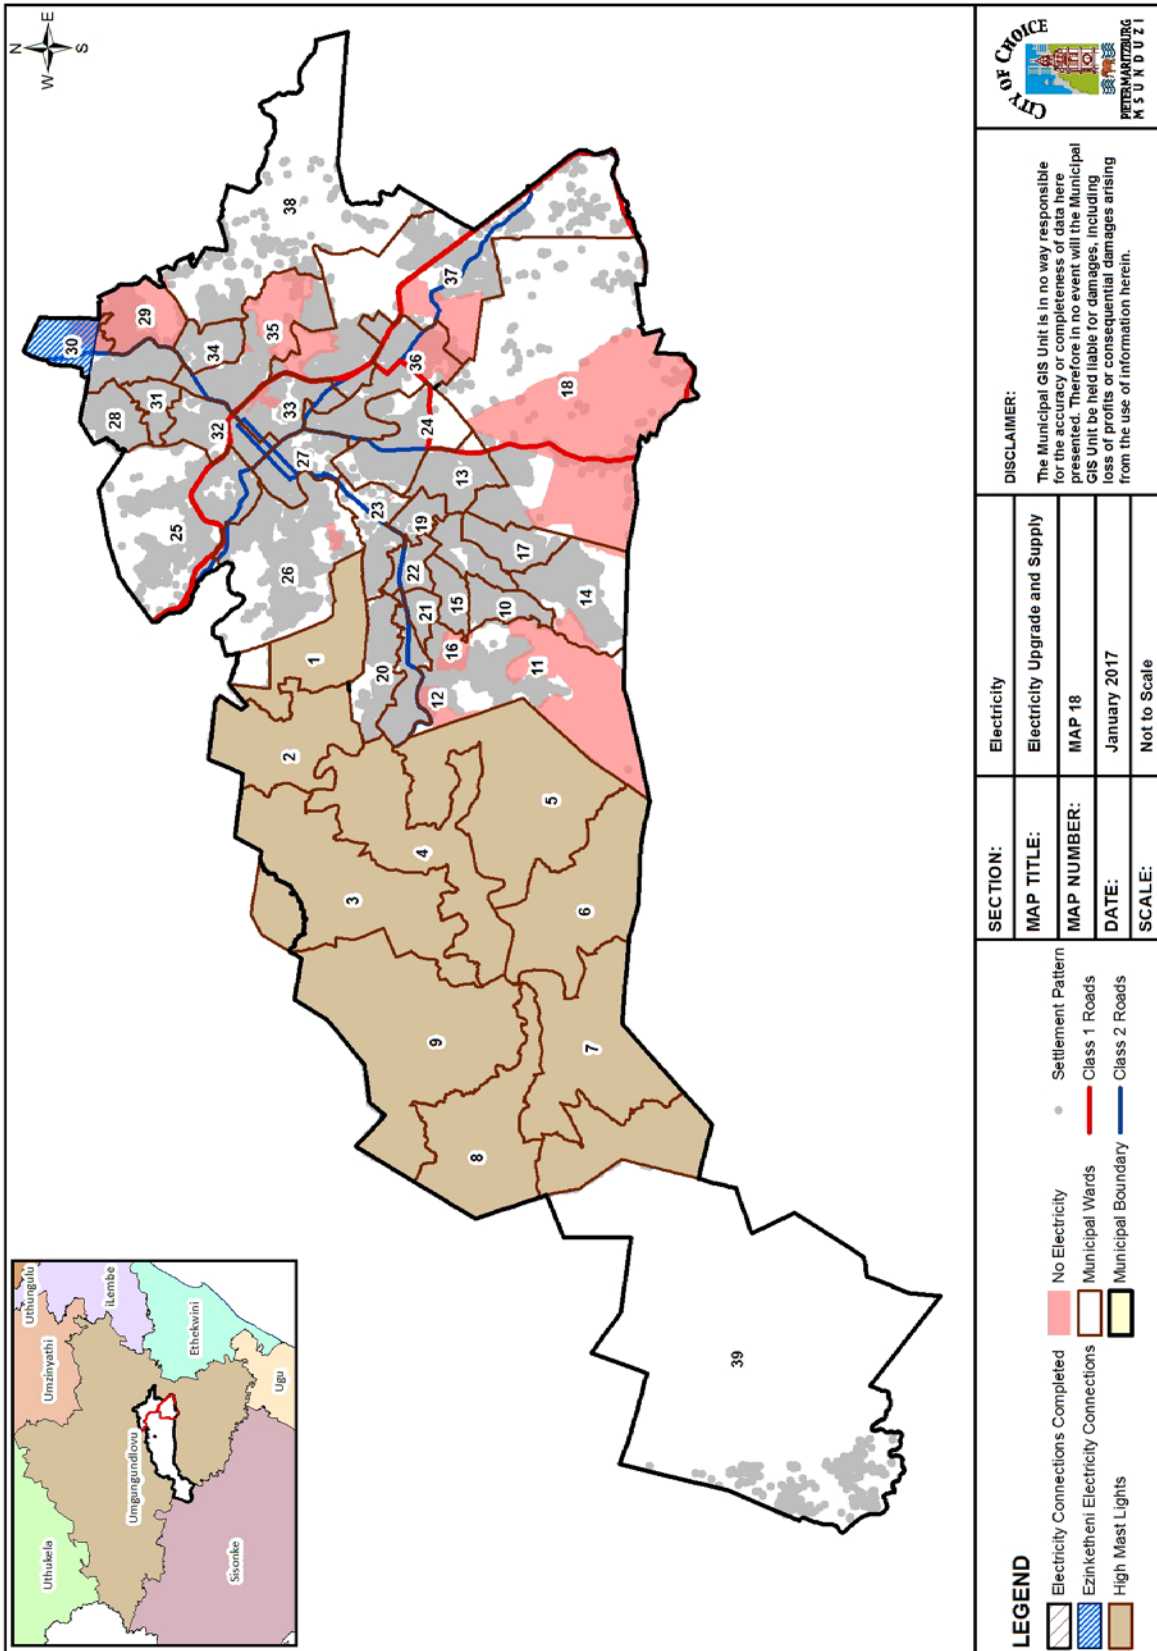 N
W
E
S
Uthukela
Umzinyathi
Uthungulu
iLembe
Umgungundlovu
Ethekwini
Ugu
Sisonke
1
2
3
4
5
6
7
8
9
10
11
12
13
14
15
16
17
18
19
20
21
22
23
24
25
26
27
28
29
30
31
32
33
34
35
36
37
38
39
LEGEND
Electricity Connections Completed
Ezinketheni Electricity Connections
High Mast Lights
No Electricity
Municipal Wards
Municipal Boundary
Settlement Pattern
Class 1 Roads
Class 2 Roads
SECTION: Electricity
MAP TITLE: Electricity Upgrade and Supply
MAP NUMBER: MAP 18
DATE: January 2017
SCALE: Not to Scale
DISCLAIMER:
The Municipal GIS Unit is in no way responsible
for the accuracy or completeness of data here
presented. Therefore in no event will the Municipal
GIS Unit be held liable for damages, including
loss of profits or consequential damages arising
from the use of information herein.
CITY OF CHOICE
PIETERMARITZBURG
MSUNDUZI